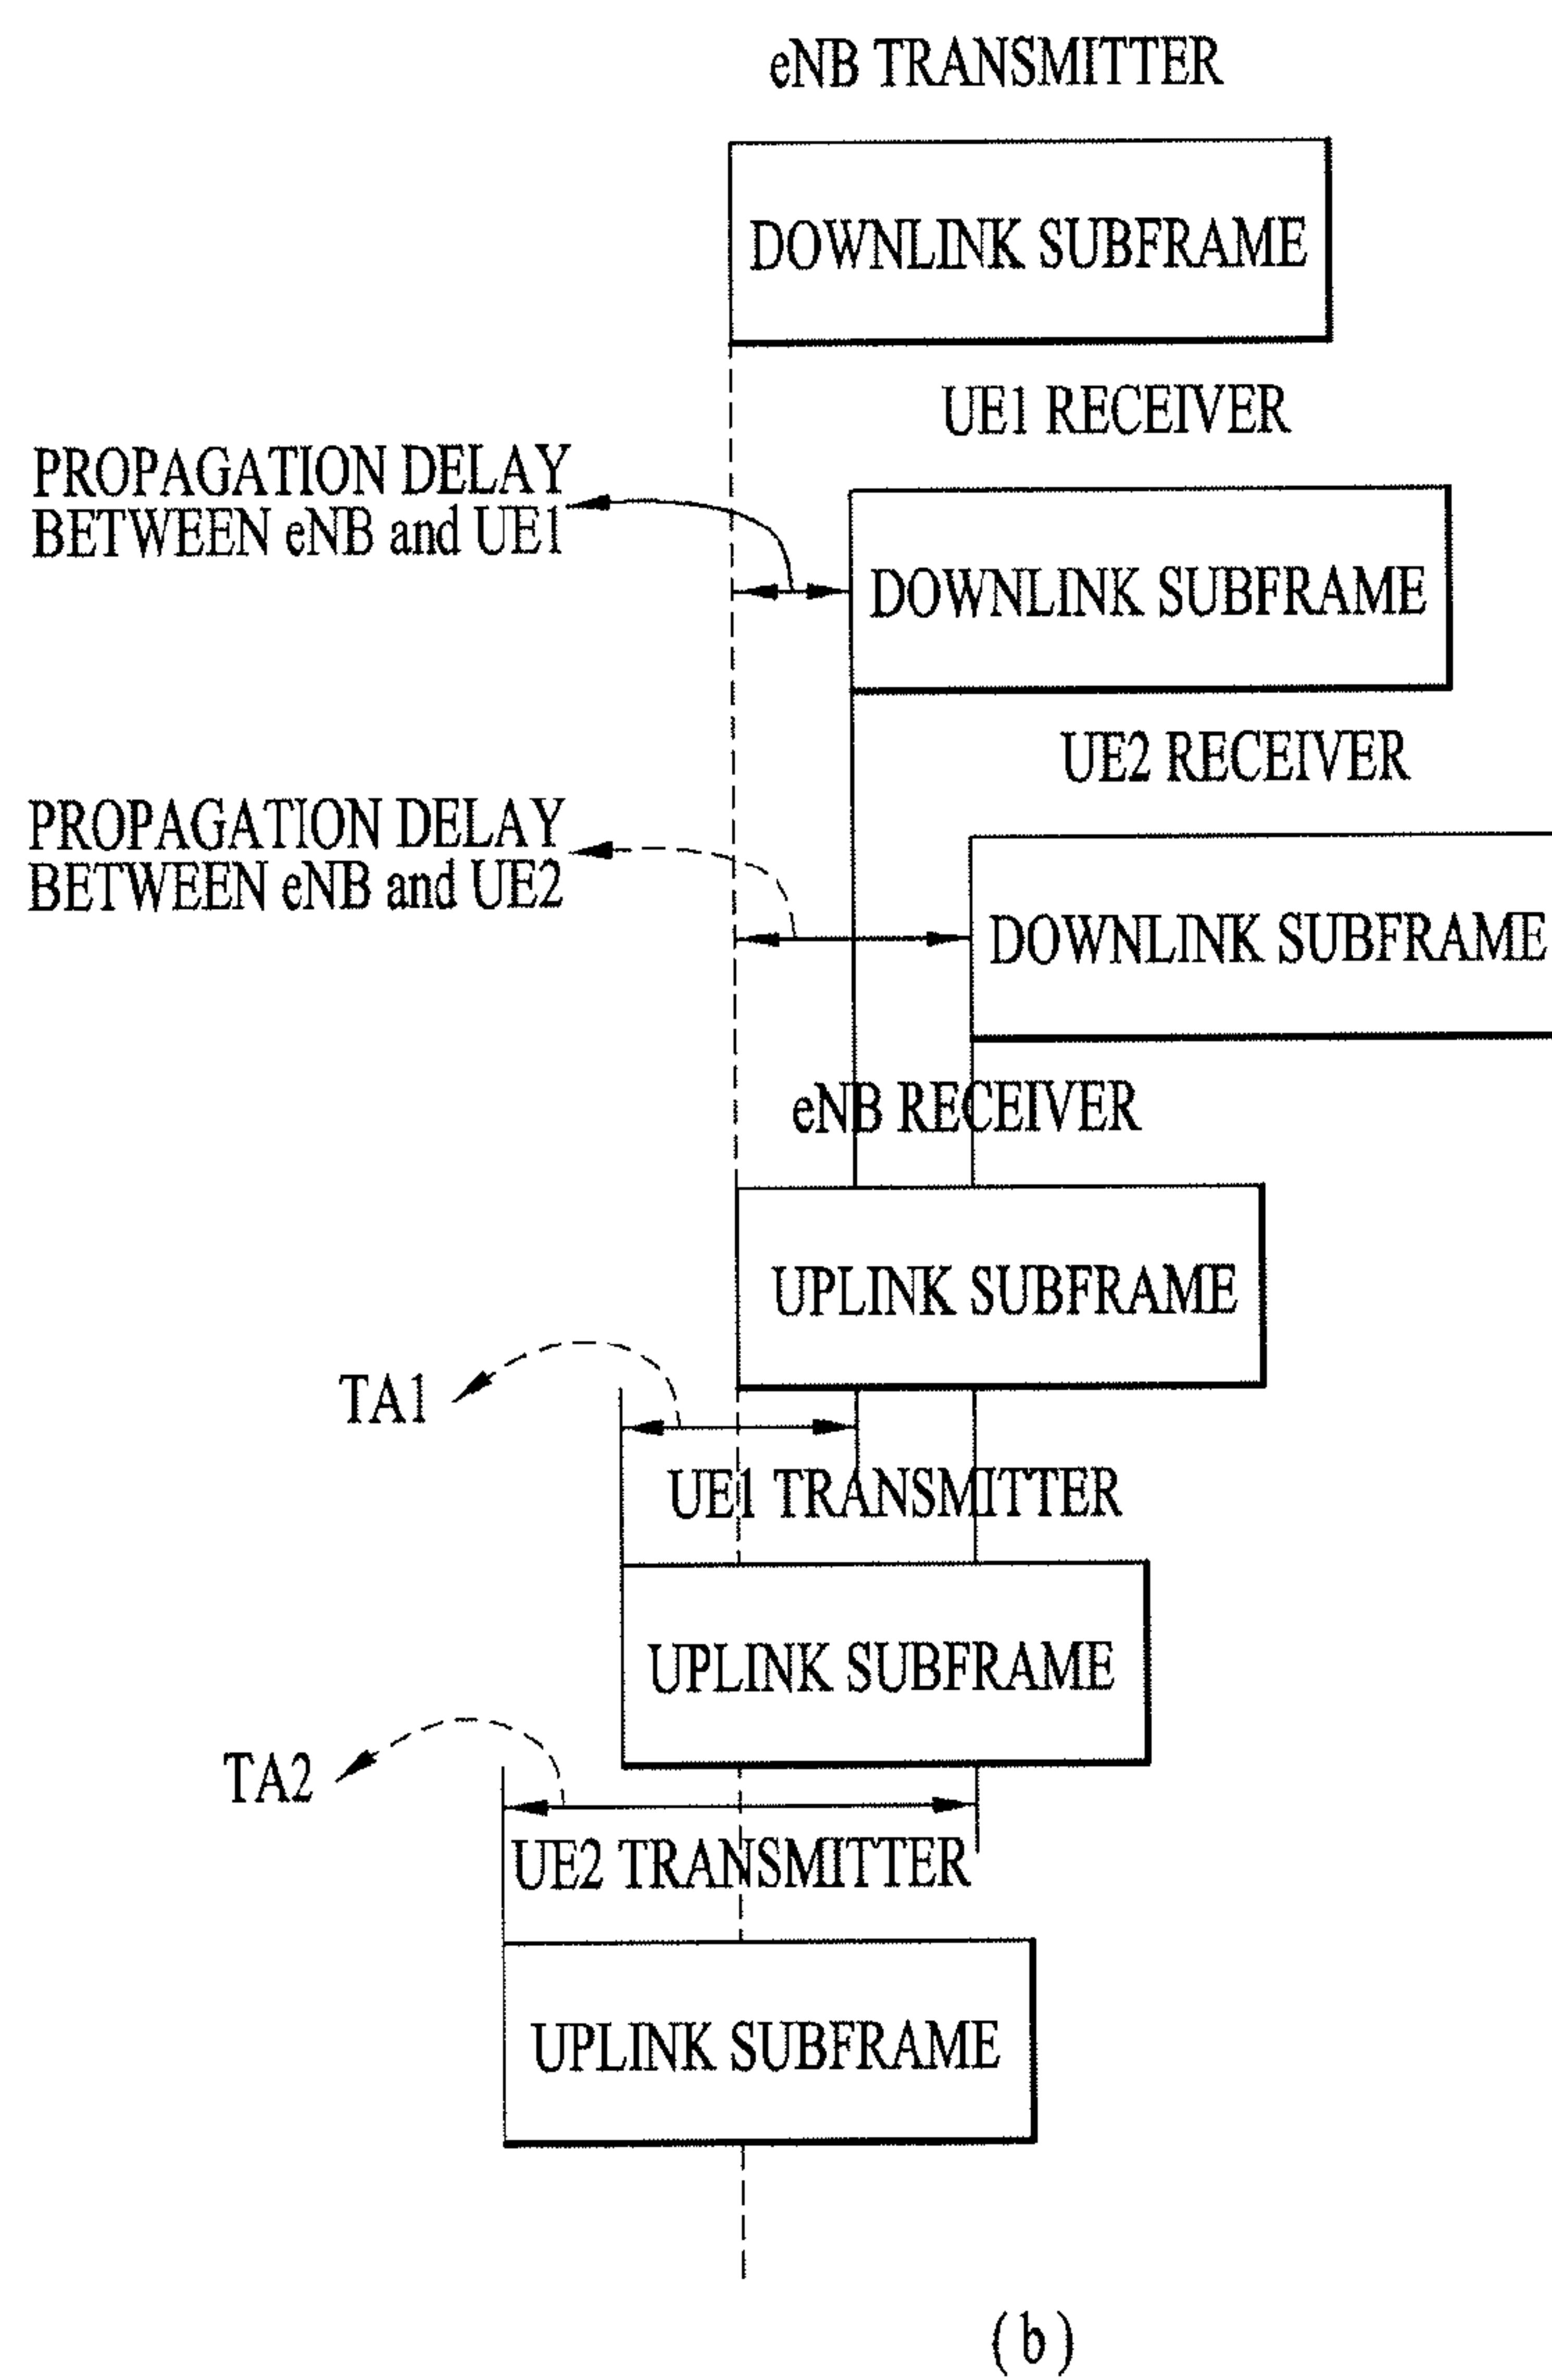 eNB TRANSMITTER
DOWNLINK SUBFRAME
UE1 RECEIVER
PROPAGATION DELAY
BETWEEN eNB and UE1
DOWNLINK SUBFRAME
UE2 RECEIVER
PROPAGATION DELAY
BETWEEN eNB and UE2
DOWNLINK SUBFRAME
eNB RECEIVER
UPLINK SUBFRAME
TA1
UE1 TRANSMITTER
UPLINK SUBFRAME
TA2
UE2 TRANSMITTER
UPLINK SUBFRAME
(b)